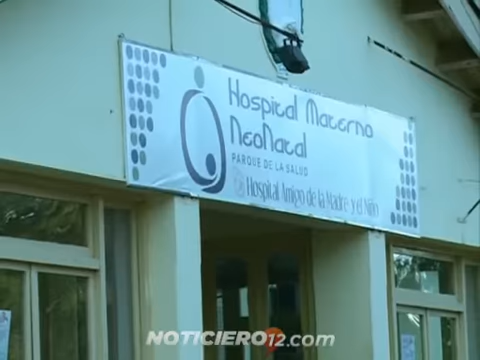 Hospital Materno
NeoNatal
PARQUE DE LA SALUD
Hospital Amigo de la Madre y el Niño
NOTICIERO12.com